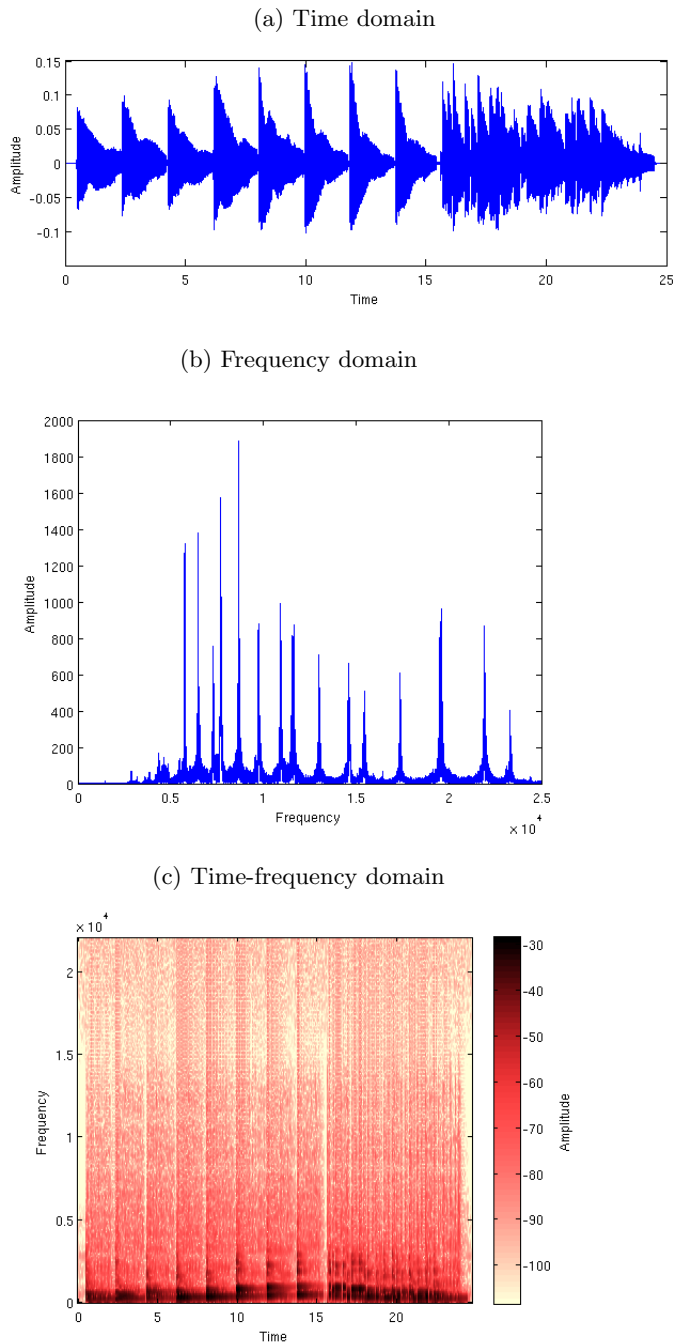 (a) Time domain
0.15
0.1
0.05
0
-0.05
-0.1
Amplitude
0 5 10 15 20 25
Time
(b) Frequency domain
2000
1800
1600
1400
1200
1000
800
600
400
200
0
Amplitude
0 0.5 1 1.5 2 2.5
Frequency
× 10⁴
(c) Time-frequency domain
× 10⁴
2
1.5
1
0.5
0
Frequency
0 5 10 15 20
Time
-30
-40
-50
-60
-70
-80
-90
-100
Amplitude